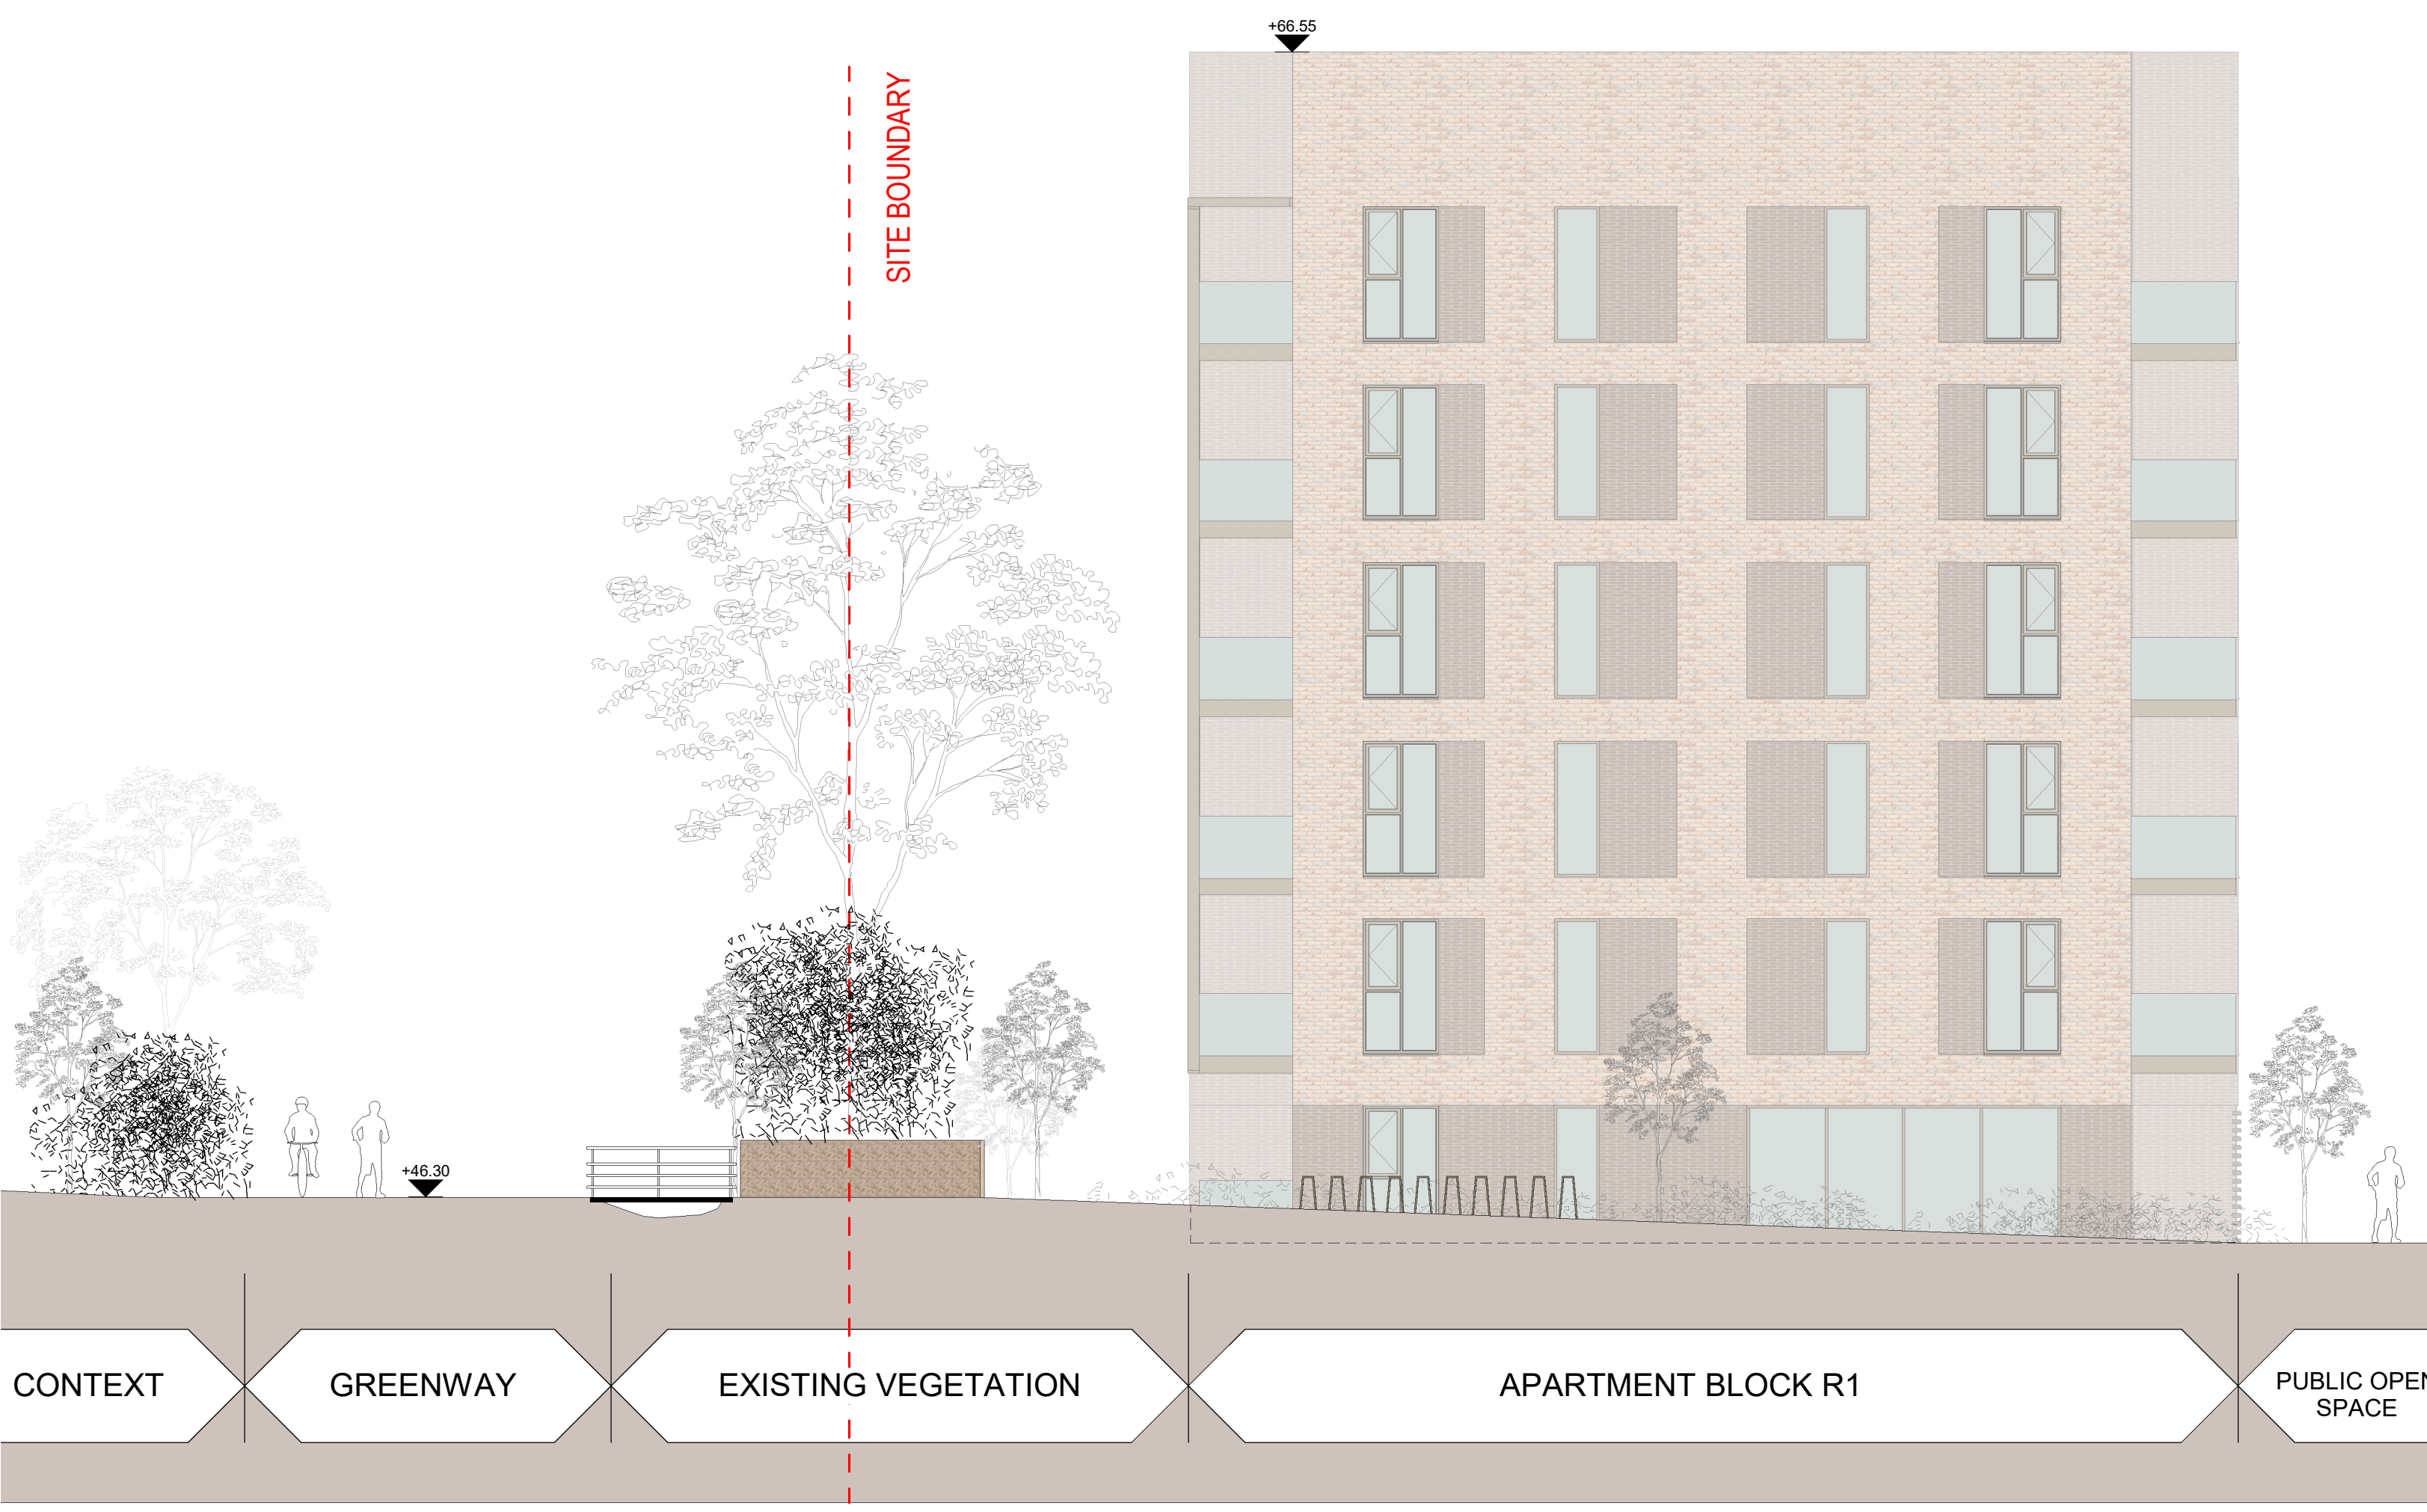 +66.55
SITE BOUNDARY
+46.30
CONTEXT
GREENWAY
EXISTING VEGETATION
APARTMENT BLOCK R1
PUBLIC OPEN
SPACE